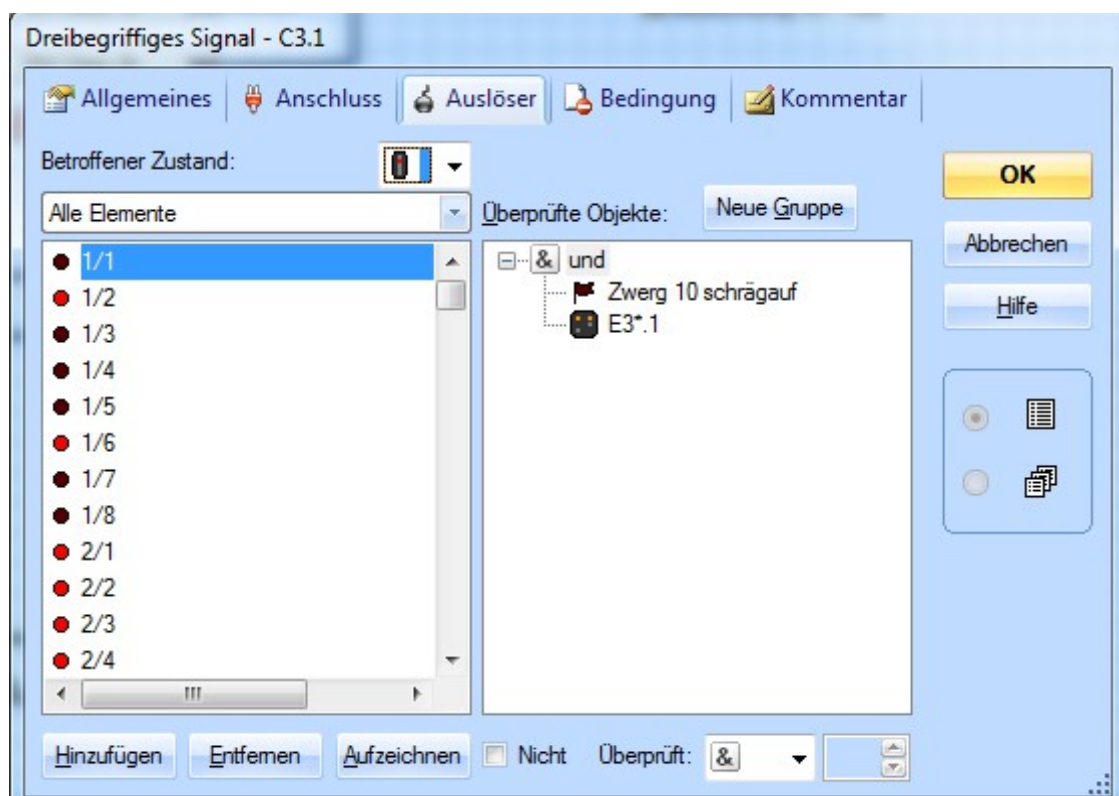 Dreibegriffiges Signal - C3.1
Allgemeines Anschluss Auslöser Bedingung Kommentar
Betroffener Zustand:
OK
Alle Elemente
Überprüfte Objekte:
Neue Gruppe
Abbrechen
Hilfe
1/1
1/2
1/3
1/4
1/5
1/6
1/7
1/8
2/1
2/2
2/3
2/4
& und
Zwerg 10 schrägauf
E3*.1
Hinzufügen Entfernen Aufzeichnen Nicht Überprüft: &